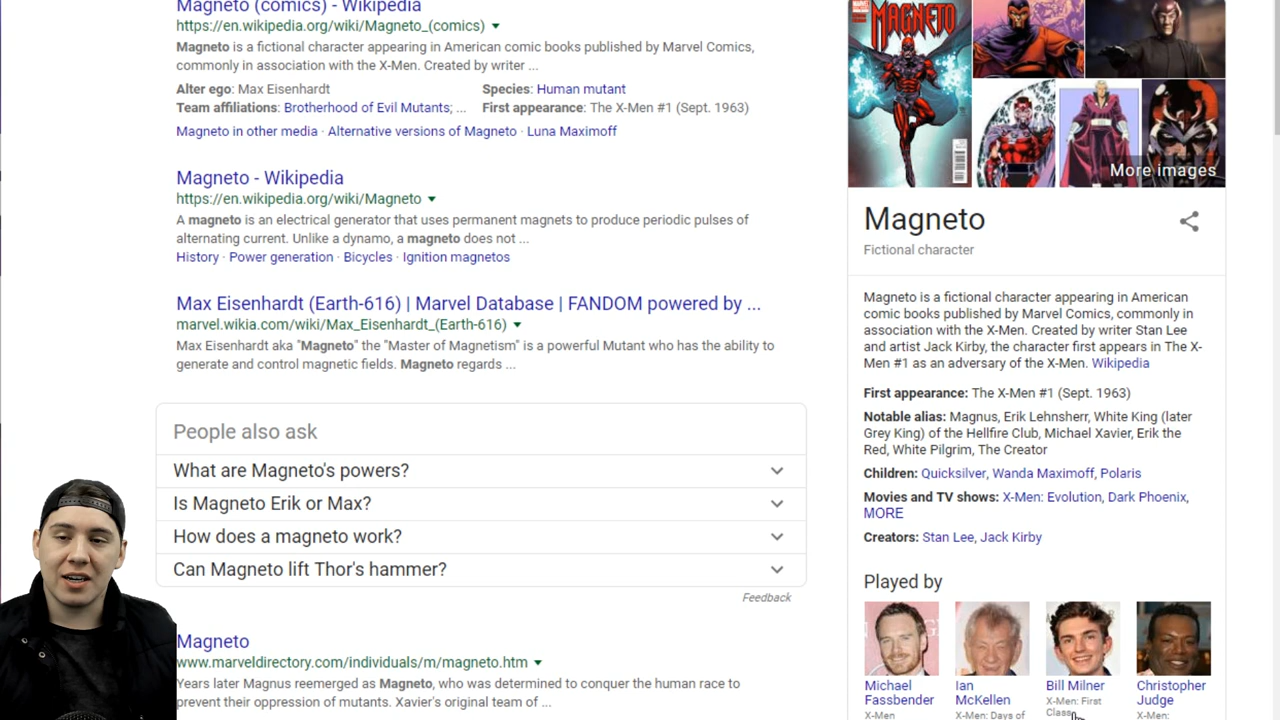 Magneto (comics) - Wikipedia
https://en.wikipedia.org/wiki/Magneto_(comics)
Magneto is a fictional character appearing in American comic books published by Marvel Comics,
commonly in association with the X-Men. Created by writer ...
Alter ego: Max Eisenhardt Species: Human mutant
Team affiliations: Brotherhood of Evil Mutants; ... First appearance: The X-Men #1 (Sept. 1963)
Magneto in other media · Alternative versions of Magneto · Luna Maximoff
Magneto - Wikipedia
https://en.wikipedia.org/wiki/Magneto
A magneto is an electrical generator that uses permanent magnets to produce periodic pulses of
alternating current. Unlike a dynamo, a magneto does not ...
History · Power generation · Bicycles · Ignition magnetos
Max Eisenhardt (Earth-616) | Marvel Database | FANDOM powered by ...
marvel.wikia.com/wiki/Max_Eisenhardt_(Earth-616)
Max Eisenhardt aka "Magneto" the "Master of Magnetism" is a powerful Mutant who has the ability to
generate and control magnetic fields. Magneto regards ...
People also ask
What are Magneto's powers?
Is Magneto Erik or Max?
How does a magneto work?
Can Magneto lift Thor's hammer?
Feedback
Magneto
www.marveldirectory.com/individuals/m/magneto.htm
Years later Magnus reemerged as Magneto, who was determined to conquer the human race to
prevent their oppression of mutants. Xavier's original team of ...
MAGNETO
More images
Magneto
Fictional character
Magneto is a fictional character appearing in American
comic books published by Marvel Comics, commonly in
association with the X-Men. Created by writer Stan Lee
and artist Jack Kirby, the character first appears in The X-
Men #1 as an adversary of the X-Men. Wikipedia
First appearance: The X-Men #1 (Sept. 1963)
Notable alias: Magnus, Erik Lehnsherr, White King (later
Grey King) of the Hellfire Club, Michael Xavier, Erik the
Red, White Pilgrim, The Creator
Children: Quicksilver, Wanda Maximoff, Polaris
Movies and TV shows: X-Men: Evolution, Dark Phoenix,
MORE
Creators: Stan Lee, Jack Kirby
Played by
Michael Ian Bill Milner Christopher
Fassbender McKellen X-Men: First Judge
X-Men X-Men: Days of Class X-Men: